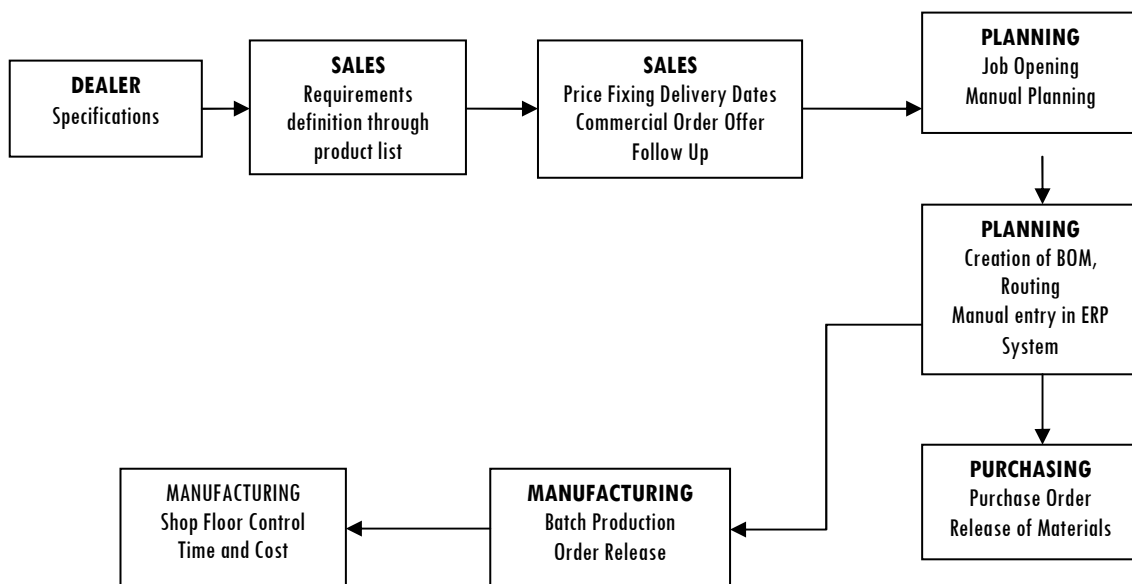 DEALER
Specifications
SALES
Requirements
definition through
product list
SALES
Price Fixing Delivery Dates
Commercial Order Offer
Follow Up
PLANNING
Job Opening
Manual Planning
PLANNING
Creation of BOM,
Routing
Manual entry in ERP
System
PURCHASING
Purchase Order
Release of Materials
MANUFACTURING
Batch Production
Order Release
MANUFACTURING
Shop Floor Control
Time and Cost